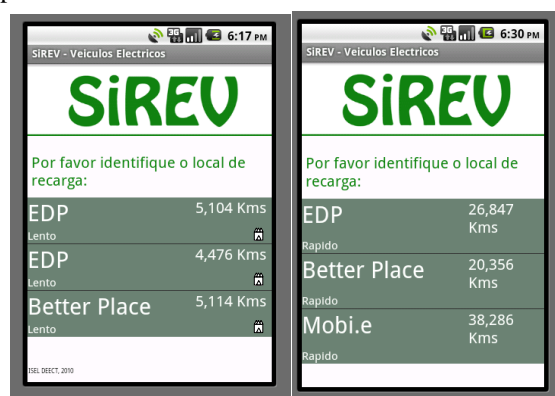 6:17 PM
SiREV - Veiculos Electricos
SiREV
Por favor identifique o local de
recarga:
EDP 5,104 Kms
Lento
EDP 4,476 Kms
Lento
Better Place 5,114 Kms
Lento
ISEL DEECT, 2010
6:30 PM
SiREV - Veiculos Electricos
SiREV
Por favor identifique o local de
recarga:
EDP 26,847
Kms
Rapido
Better Place 20,356
Kms
Rapido
Mobi.e 38,286
Kms
Rapido